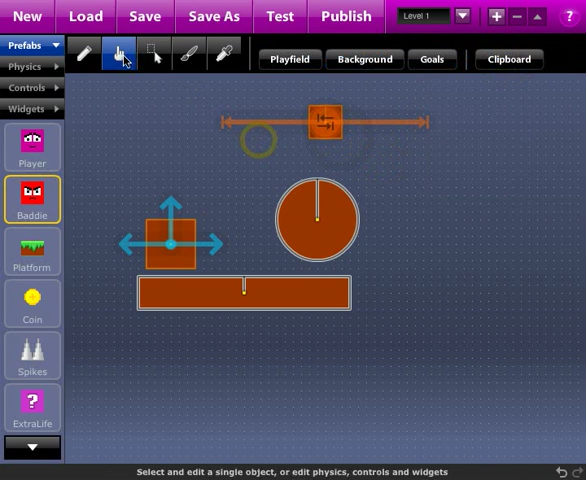 New Load Save Save As Test Publish Level 1 + - ?
Prefabs
Physics
Controls
Widgets
Playfield Background Goals Clipboard
Player
Baddie
Platform
Coin
Spikes
?
ExtraLife
Select and edit a single object, or edit physics, controls and widgets